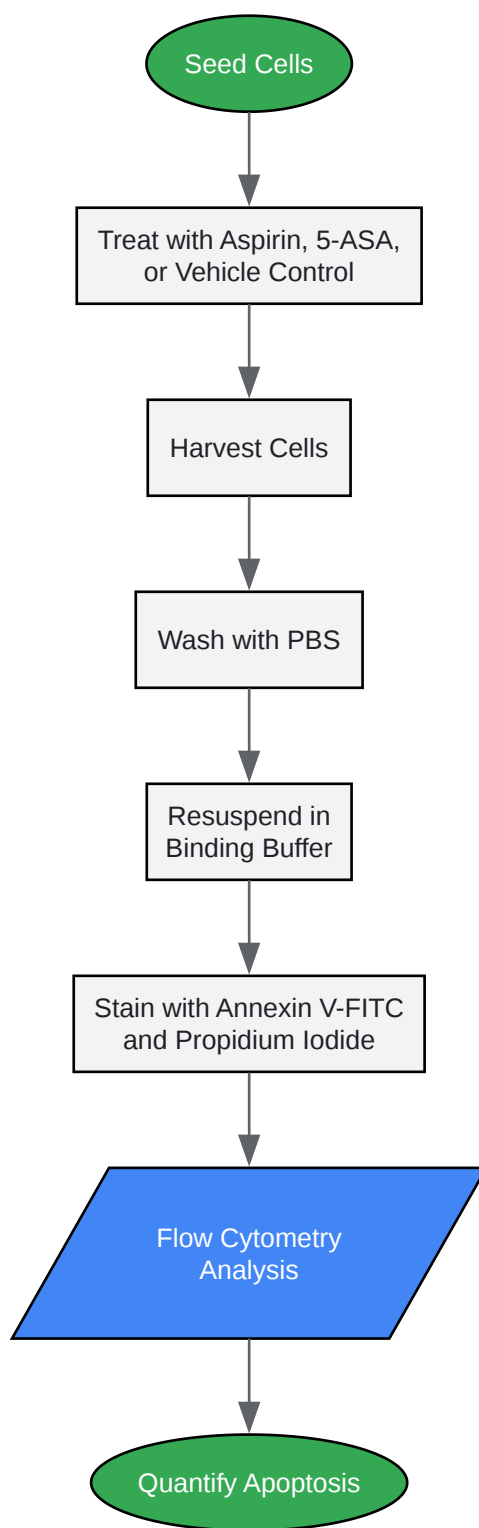 Seed Cells
Treat with Aspirin, 5-ASA,
or Vehicle Control
Harvest Cells
Wash with PBS
Resuspend in
Binding Buffer
Stain with Annexin V-FITC
and Propidium Iodide
Flow Cytometry
Analysis
Quantify Apoptosis